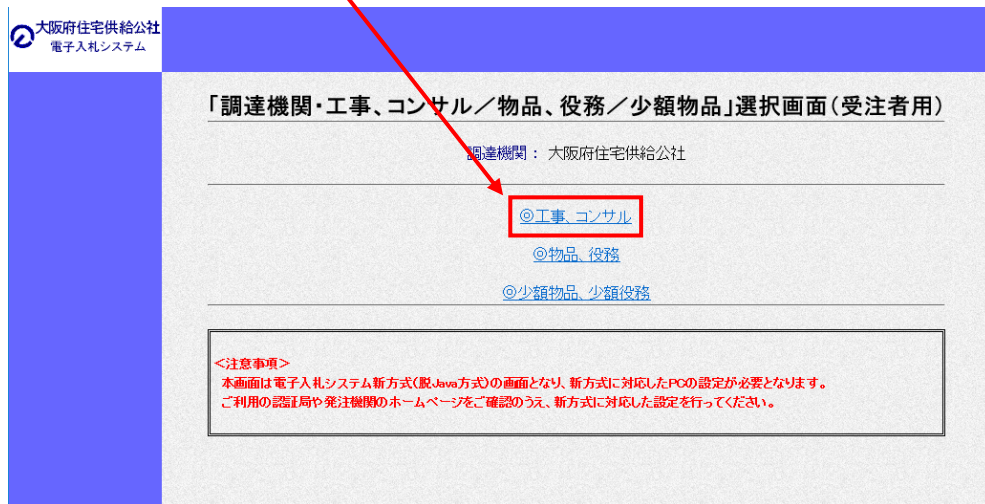 大阪府住宅供給公社
電子入札システム
「調達機関・工事、コンサル／物品、役務／少額物品」選択画面（受注者用）
調達機関： 大阪府住宅供給公社
◎工事、コンサル
◎物品、役務
◎少額物品、少額役務
＜注意事項＞
本画面は電子入札システム新方式(脱Java方式)の画面となり、新方式に対応したPCの設定が必要となります。
ご利用の認証局や発注機関のホームページをご確認のうえ、新方式に対応した設定を行ってください。